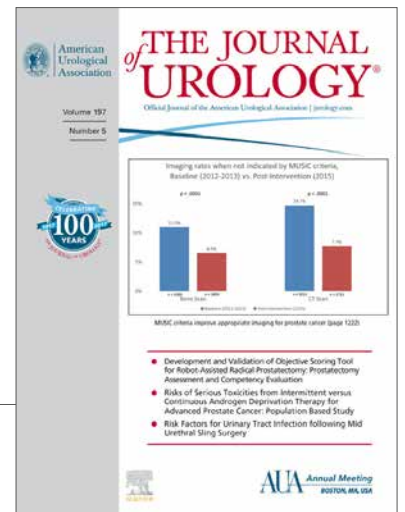 American
Urological
Association
of THE JOURNAL
UROLOGY®
Official Journal of the American Urological Association | jurology.com
Volume 197
Number 5
CELEBRATING
100
YEARS
Imaging rates when not indicated by MUSIC criteria,
Baseline (2012-2013) vs. Post-Intervention (2015)
Bone Scan
CT Scan
MUSIC criteria improve appropriate imaging for prostate cancer (page 1222)
Development and Validation of Objective Scoring Tool
for Robot-Assisted Radical Prostatectomy: Prostatectomy
Assessment and Competency Evaluation
Risks of Serious Toxicities from Intermittent versus
Continuous Androgen Deprivation Therapy for
Advanced Prostate Cancer: Population Based Study
Risk Factors for Urinary Tract Infection following Mid
Urethral Sling Surgery
AUA Annual Meeting
BOSTON, MA, USA